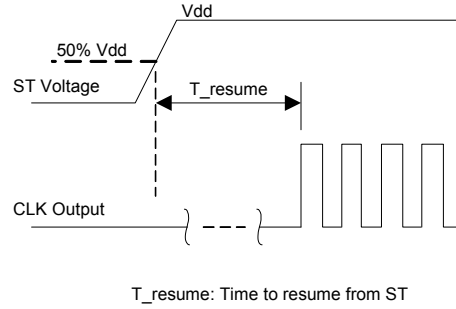 Vdd
50% Vdd
ST Voltage
T_resume
CLK Output
T_resume: Time to resume from ST